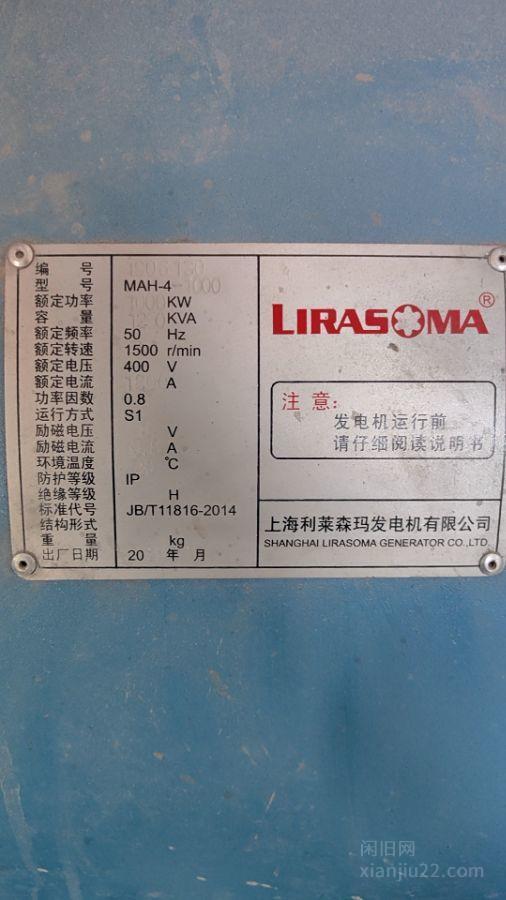 编 号
型 号 MAH-4-1000
额定功率 1000 KW
容 量 KVA
额定频率 50 Hz
额定转速 1500 r/min
额定电压 400 V
额定电流 A
功率因数 0.8
运行方式 S1
励磁电压 V
励磁电流 A
环境温度 ℃
防护等级 IP
绝缘等级 H
标准代号 JB/T11816-2014
结构形式
重 量 kg
出厂日期 20 年 月
LIRASOMA®
注意:
发电机运行前
请仔细阅读说明书
上海利莱森玛发电机有限公司
SHANGHAI LIRASOMA GENERATOR CO.,LTD.
闲旧网
xianjiu22.com